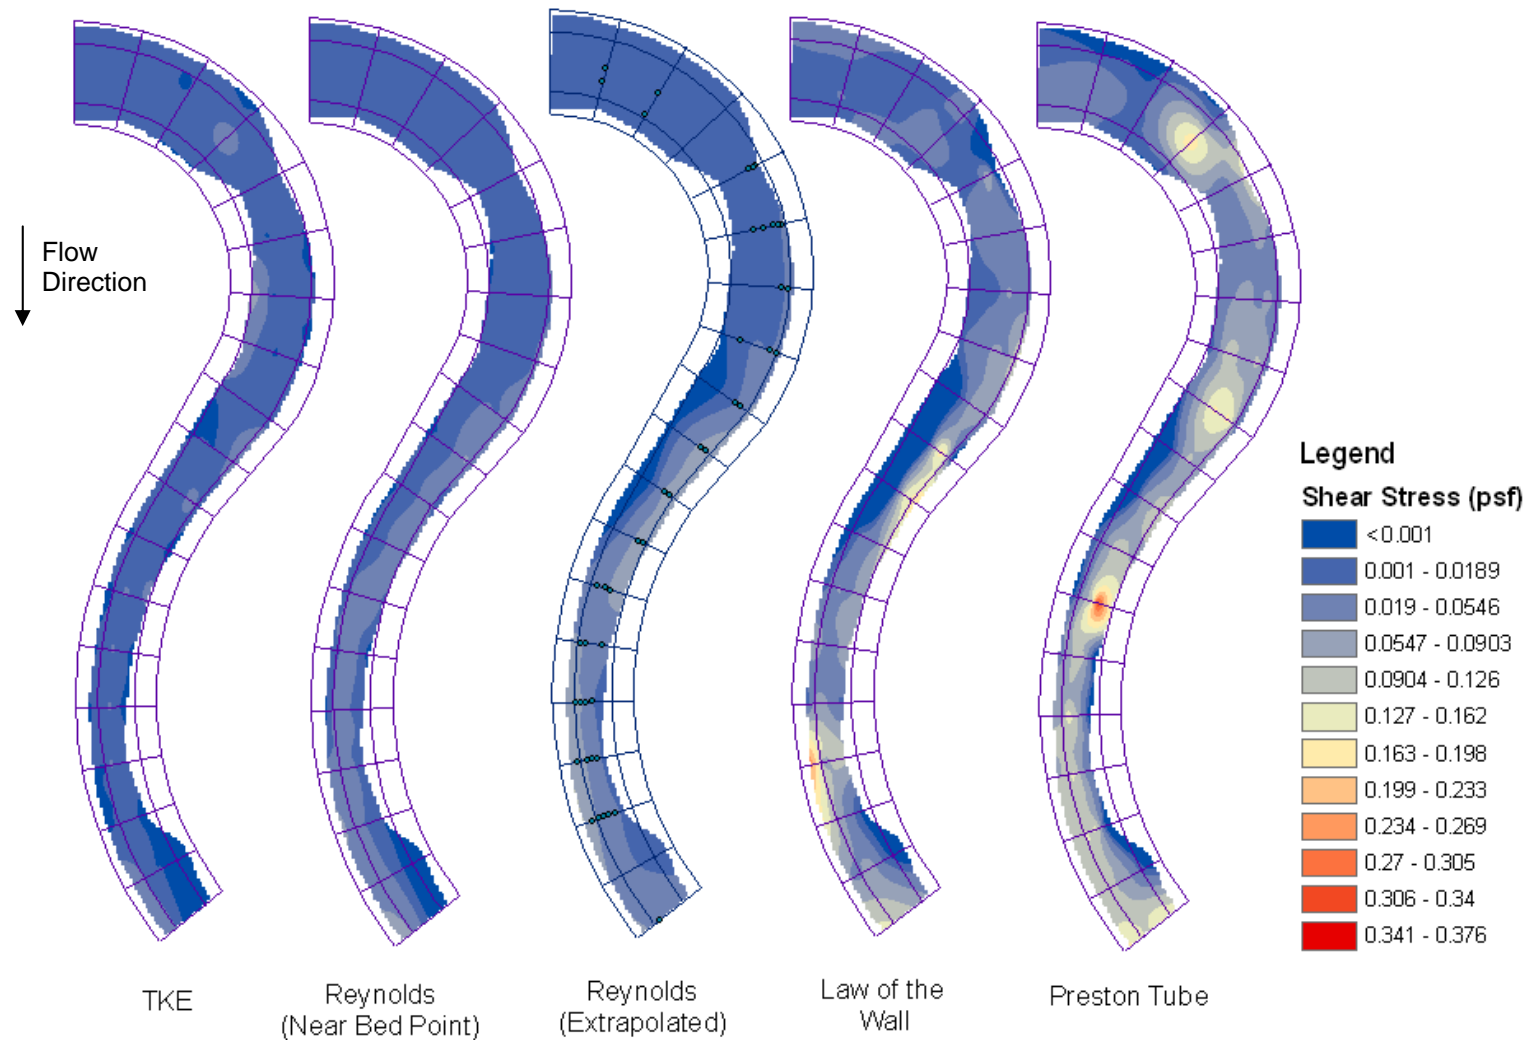 Flow
Direction
Legend
Shear Stress (psf)
<0.001
0.001 - 0.0189
0.019 - 0.0546
0.0547 - 0.0903
0.0904 - 0.126
0.127 - 0.162
0.163 - 0.198
0.199 - 0.233
0.234 - 0.269
0.27 - 0.305
0.306 - 0.34
0.341 - 0.376
TKE
Reynolds
(Near Bed Point)
Reynolds
(Extrapolated)
Law of the
Wall
Preston Tube